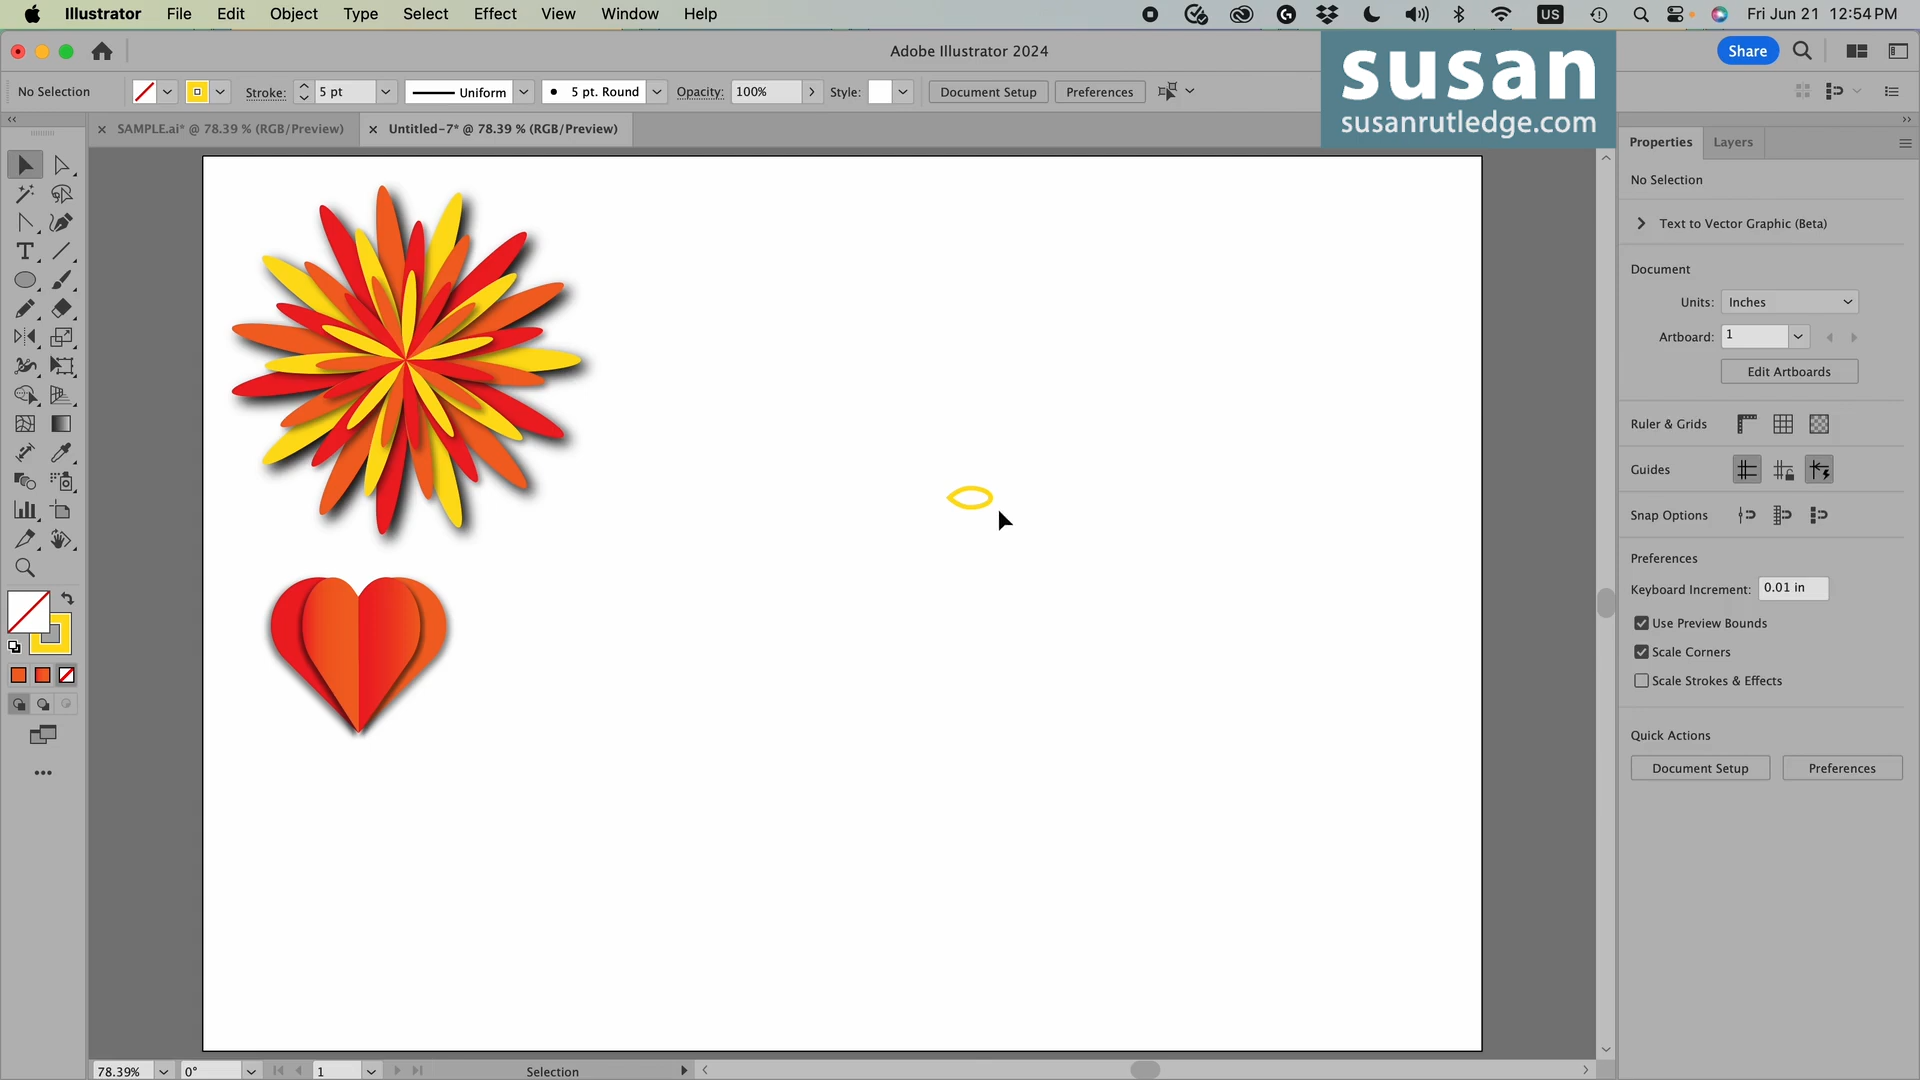 Illustrator File Edit Object Type Select Effect View Window Help US Fri Jun 21 12:54 PM
Adobe Illustrator 2024
Share
susan
susanrutledge.com
No Selection Stroke: 5 pt Uniform 5 pt. Round Opacity: 100% Style: Document Setup Preferences
SAMPLE.ai* @ 78.39 % (RGB/Preview) Untitled-7* @ 78.39 % (RGB/Preview)
Properties Layers
No Selection
Text to Vector Graphic (Beta)
Document
Units: Inches
Artboard: 1
Edit Artboards
Ruler & Grids
Guides
Snap Options
Preferences
Keyboard Increment: 0.01 in
Use Preview Bounds
Scale Corners
Scale Strokes & Effects
Quick Actions
Document Setup Preferences
78.39% 0° 1 Selection